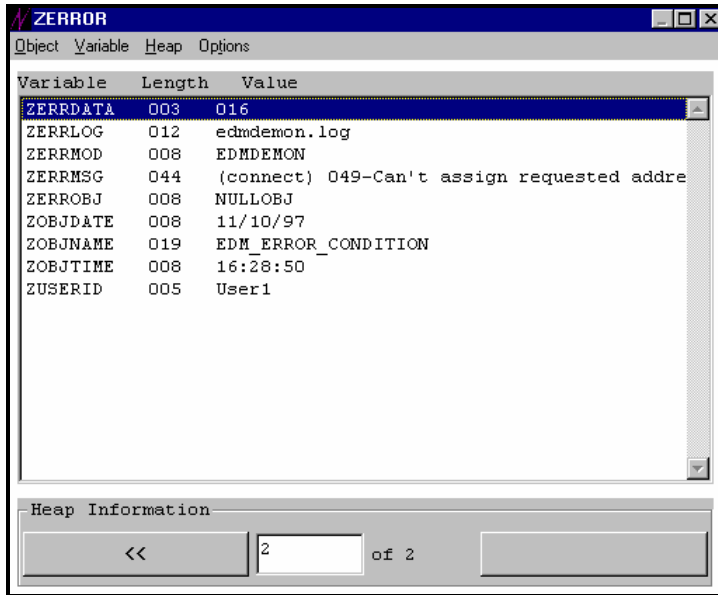 ZERROR
Object Variable Heap Options
Variable Length Value
ZERRDATA 003 016
ZERRLOG 012 edmdemon.log
ZERRMOD 008 EDMDEMON
ZERRMSG 044 (connect) 049-Can't assign requested addre
ZERROBJ 008 NULLOBJ
ZOBJDATE 008 11/10/97
ZOBJNAME 019 EDM_ERROR_CONDITION
ZOBJTIME 008 16:28:50
ZUSERID 005 User1
Heap Information
<< 2 of 2